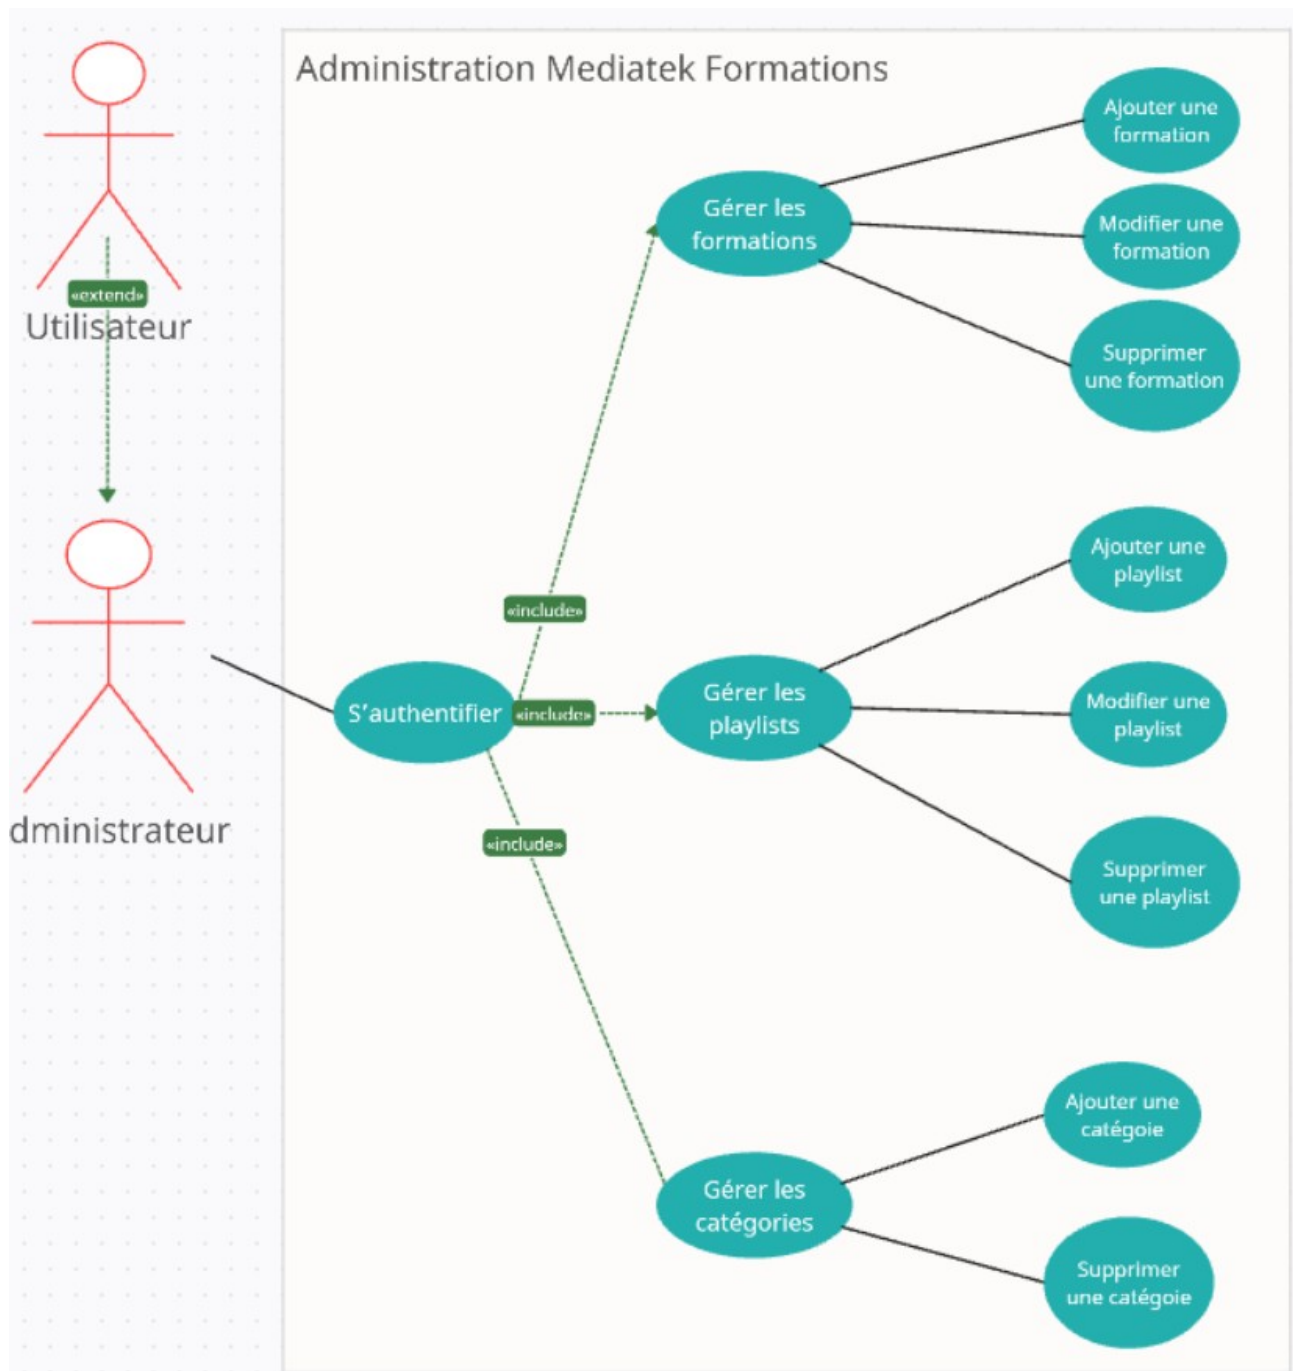 Administration Mediatek Formations
«extend»
Utilisateur
dministrateur
S'authentifier
«include»
«include»
«include»
Gérer les
formations
Ajouter une
formation
Modifier une
formation
Supprimer
une formation
Gérer les
playlists
Ajouter une
playlist
Modifier une
playlist
Supprimer
une playlist
Gérer les
catégories
Ajouter une
catégoie
Supprimer
une catégoie